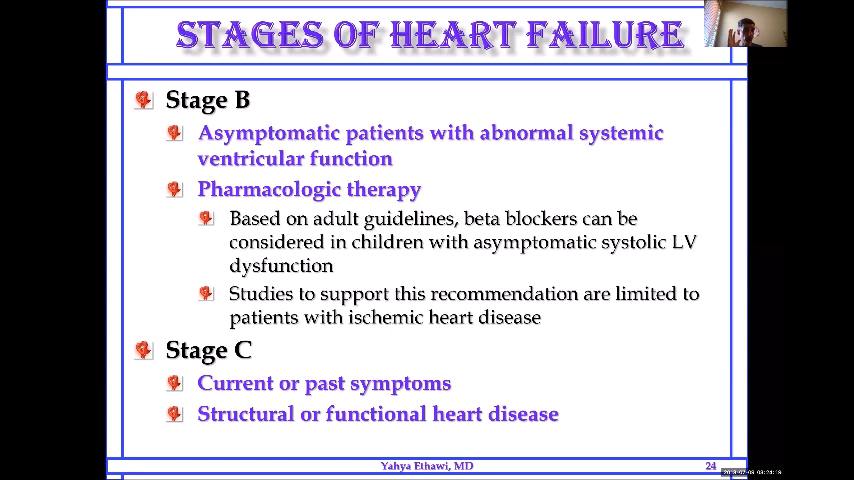 STAGES OF HEART FAILURE
Stage B
Asymptomatic patients with abnormal systemic
ventricular function
Pharmacologic therapy
Based on adult guidelines, beta blockers can be
considered in children with asymptomatic systolic LV
dysfunction
Studies to support this recommendation are limited to
patients with ischemic heart disease
Stage C
Current or past symptoms
Structural or functional heart disease
Yahya Ethawi, MD
24